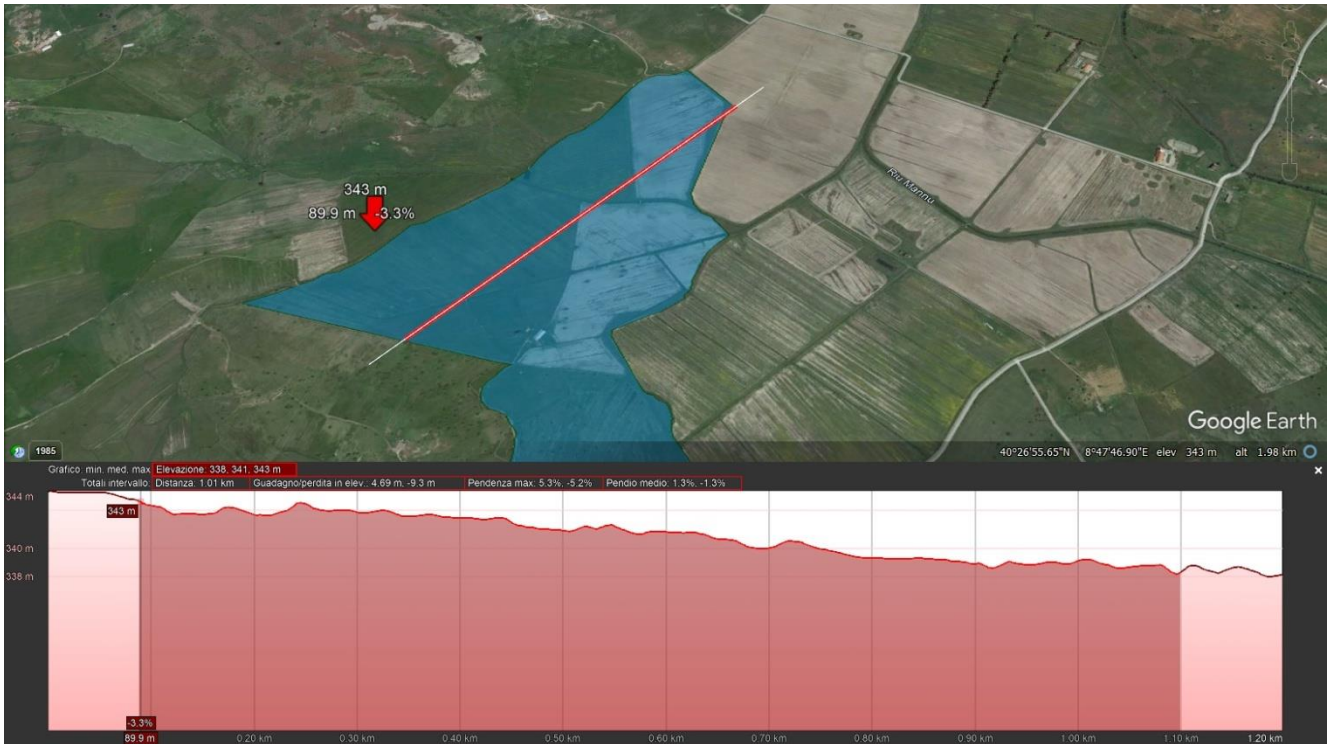 343 m
89.9 m -3.3%
Riu Mannu
Google Earth
1985
40°26'55.65"N 8°47'46.90"E elev 343 m alt 1.98 km
Grafico: min. med. max Elevazione: 338, 341, 343 m
Totali intervallo: Distanza: 1.01 km Guadagno/perdita in elev.: 4.69 m, -9.3 m Pendenza max: 5.3%, -5.2% Pendio medio: 1.3%, -1.3%
344 m
343 m
340 m
338 m
-3.3%
89.9 m 0.20 km 0.30 km 0.40 km 0.50 km 0.60 km 0.70 km 0.80 km 0.90 km 1.00 km 1.10 km 1.20 km